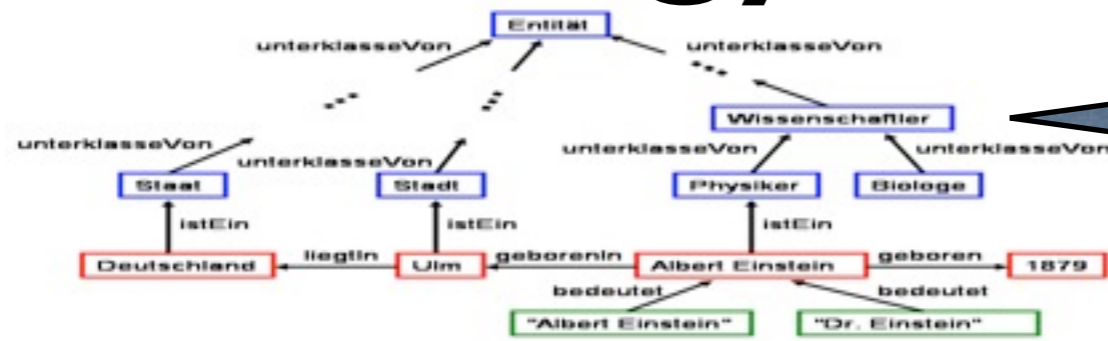 Entität
unterklasseVon
unterklasseVon
Wissenschaftler
unterklasseVon
unterklasseVon
unterklasseVon
unterklasseVon
Staat
Stadt
Physiker
Biologe
istEin
istEin
istEin
Deutschland
liegtIn
Ulm
geborenIn
Albert Einstein
geboren
1879
bedeutet
bedeutet
"Albert Einstein"
"Dr. Einstein"